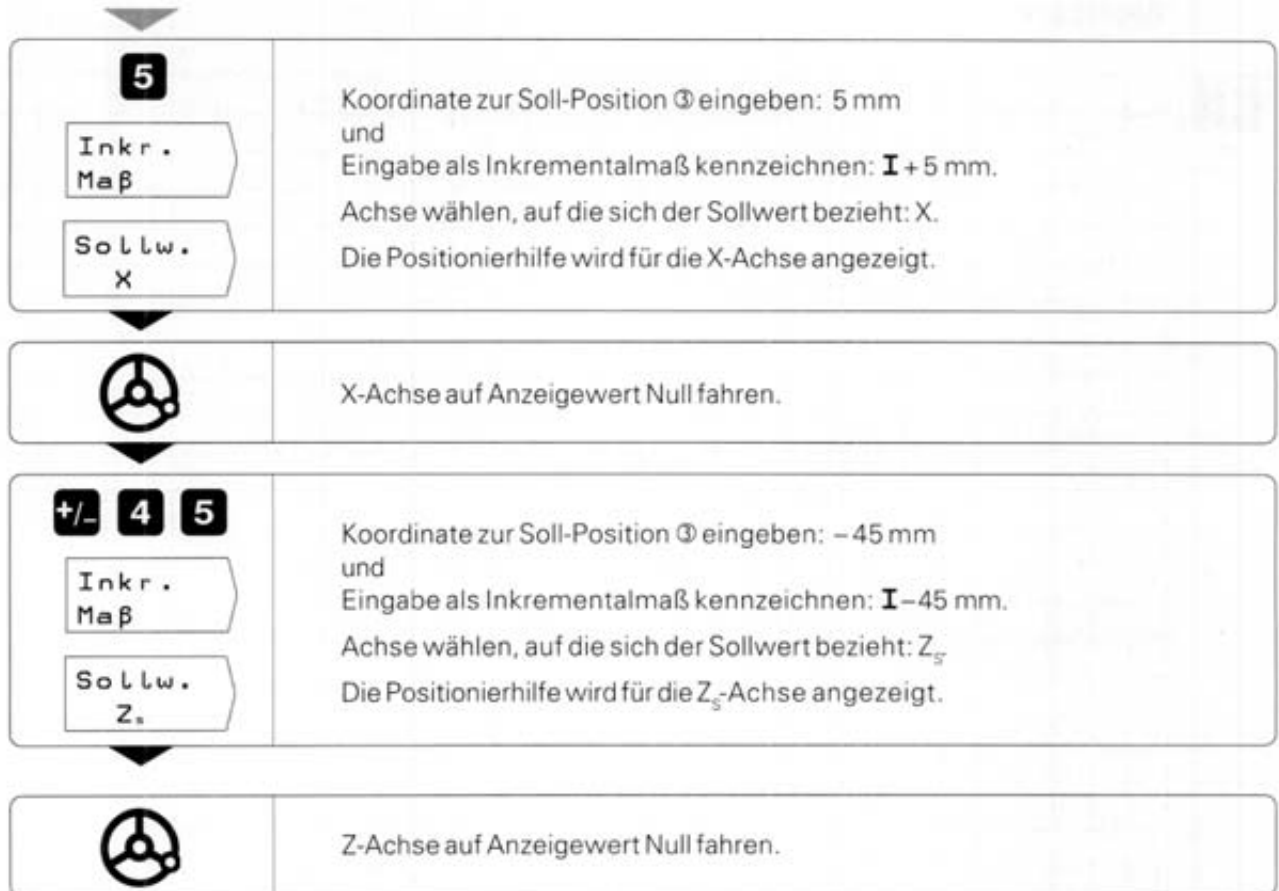 5
Inkr.
Maβ
Sollw.
X
Koordinate zur Soll-Position ③ eingeben: 5 mm
und
Eingabe als Inkrementalmaß kennzeichnen: I + 5 mm.
Achse wählen, auf die sich der Sollwert bezieht: X.
Die Positionierhilfe wird für die X-Achse angezeigt.
X-Achse auf Anzeigewert Null fahren.
+/- 4 5
Inkr.
Maβ
Sollw.
Zs
Koordinate zur Soll-Position ③ eingeben: – 45 mm
und
Eingabe als Inkrementalmaß kennzeichnen: I–45 mm.
Achse wählen, auf die sich der Sollwert bezieht: Zs.
Die Positionierhilfe wird für die Zs-Achse angezeigt.
Z-Achse auf Anzeigewert Null fahren.